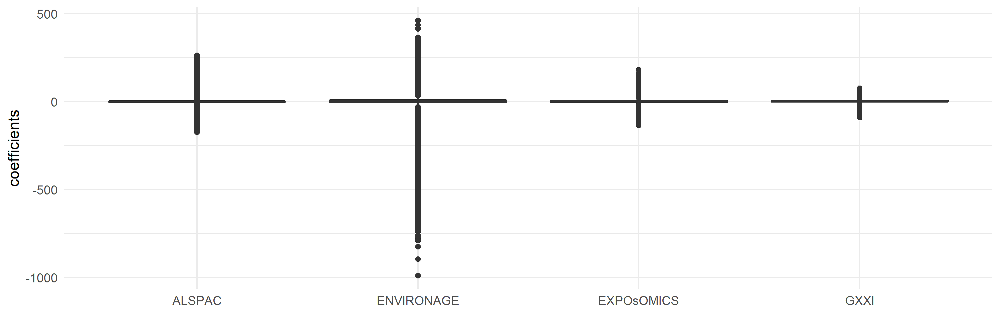 coefficients
500
0
-500
-1000
ALSPAC ENVIRONAGE EXPOsOMICS GXXI